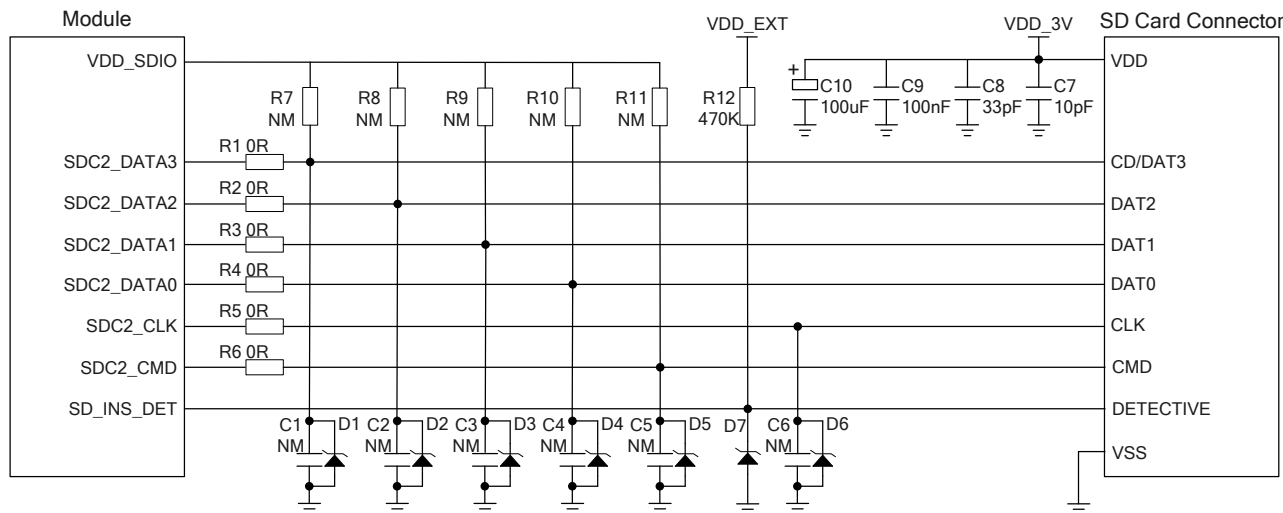 Module
VDD_EXT
VDD_3V
SD Card Connector
VDD_SDIO
VDD
R7
NM
R8
NM
R9
NM
R10
NM
R11
NM
R12
470K
+
C10
100uF
C9
100nF
C8
33pF
C7
10pF
SDC2_DATA3
R1 0R
CD/DAT3
SDC2_DATA2
R2 0R
DAT2
SDC2_DATA1
R3 0R
DAT1
SDC2_DATA0
R4 0R
DAT0
SDC2_CLK
R5 0R
CLK
SDC2_CMD
R6 0R
CMD
SD_INS_DET
DETECTIVE
C1
NM
D1
C2
NM
D2
C3
NM
D3
C4
NM
D4
C5
NM
D5
D7
C6
NM
D6
VSS